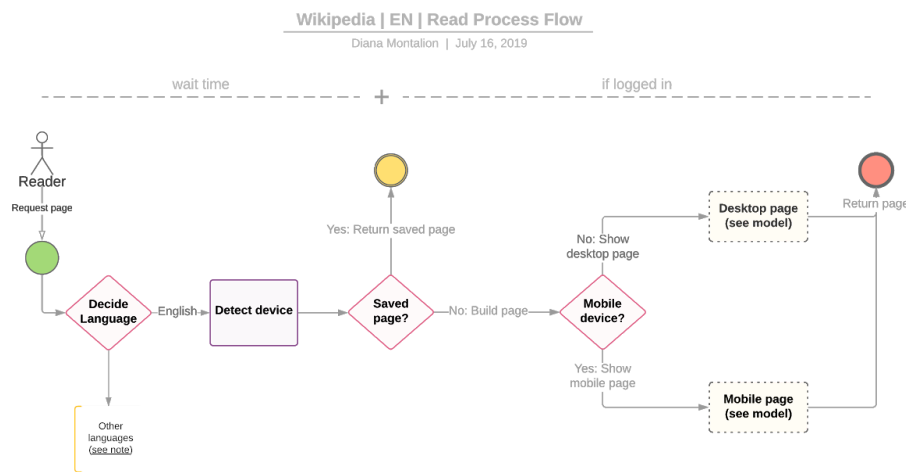 Wikipedia | EN | Read Process Flow
Diana Montalion | July 16, 2019
wait time
if logged in
Reader
Request page
Decide
Language
English
Detect device
Saved
page?
Yes: Return saved page
No: Build page
Mobile
device?
No: Show
desktop page
Desktop page
(see model)
Return page
Yes: Show
mobile page
Mobile page
(see model)
Other
languages
(see note)